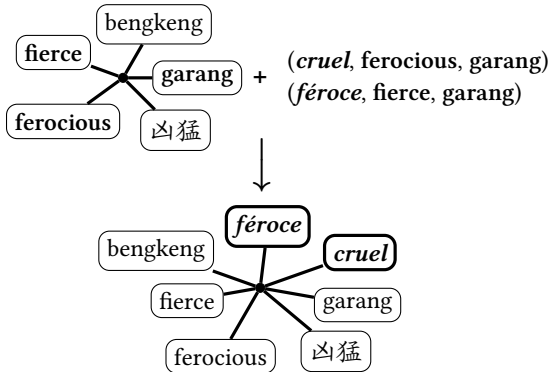 bengkeng
fierce
garang
ferocious
凶猛
+
(cruel, ferocious, garang)
(féroce, fierce, garang)
féroce
cruel
bengkeng
fierce
garang
ferocious
凶猛